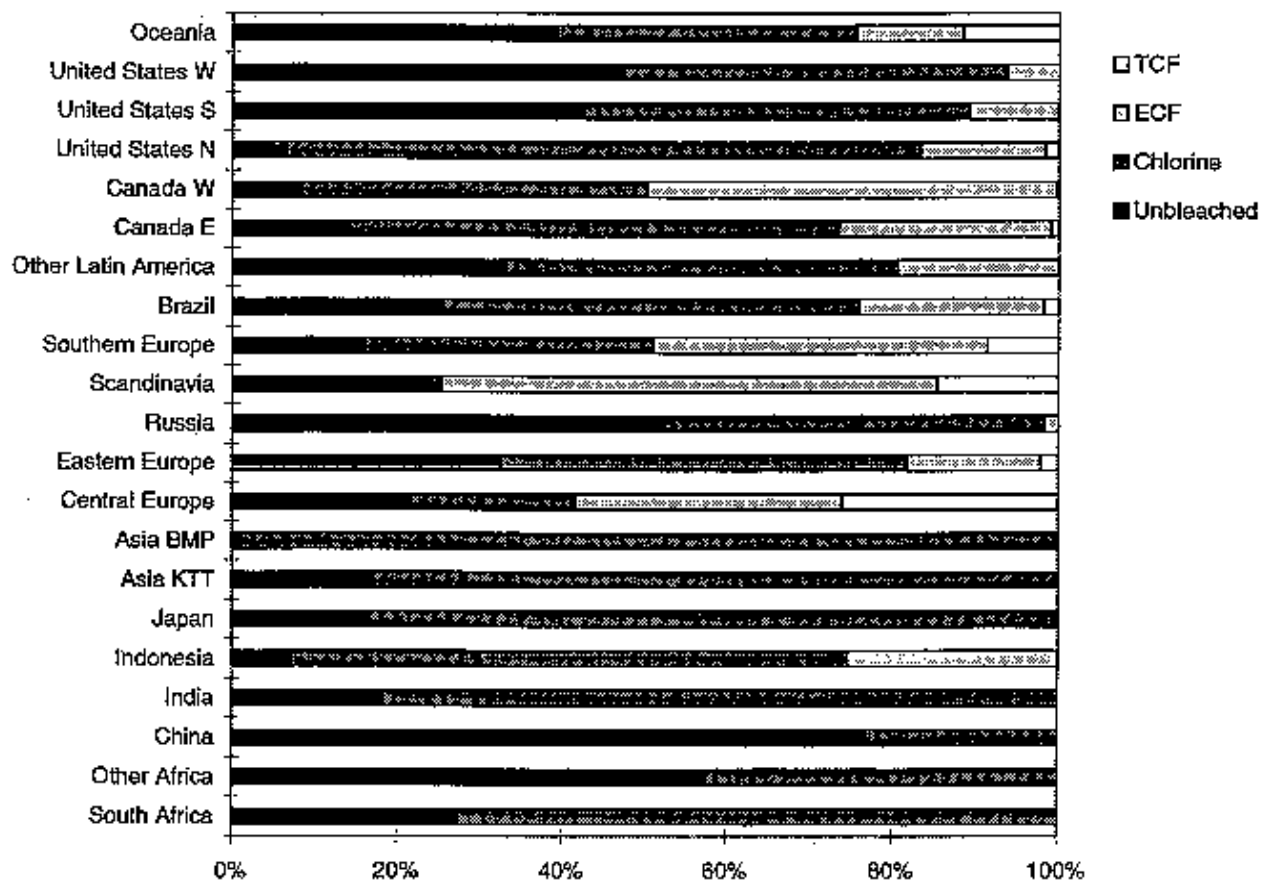 Oceania
United States W
United States S
United States N
Canada W
Canada E
Other Latin America
Brazil
Southern Europe
Scandinavia
Russia
Eastern Europe
Central Europe
Asia BMP
Asia KTT
Japan
Indonesia
India
China
Other Africa
South Africa
0% 20% 40% 60% 80% 100%
TCF
ECF
Chlorine
Unbleached